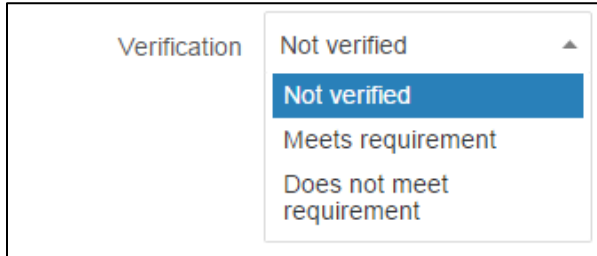 Verification Not verified
Not verified
Meets requirement
Does not meet
requirement